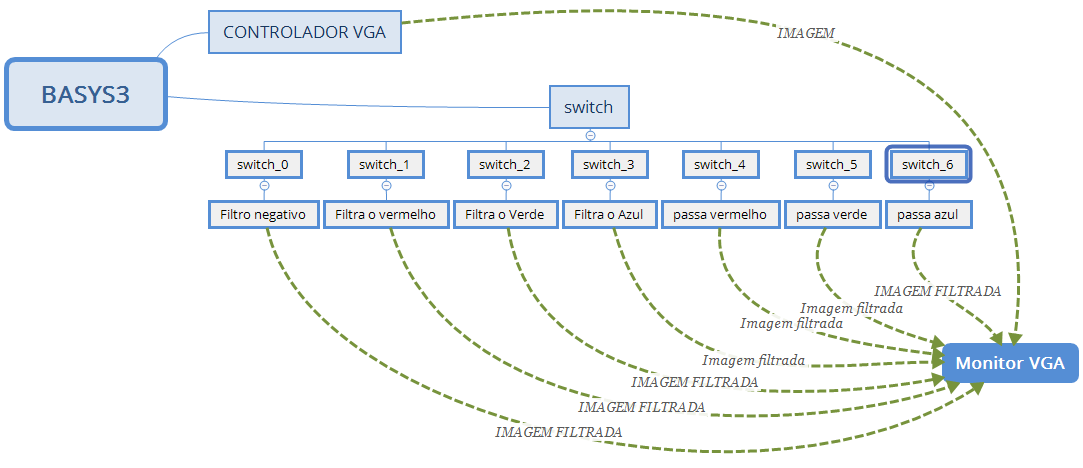 CONTROLADOR VGA
IMAGEM
BASYS3
switch
switch_0
switch_1
switch_2
switch_3
switch_4
switch_5
switch_6
Filtro negativo
Filtra o vermelho
Filtra o Verde
Filtra o Azul
passa vermelho
passa verde
passa azul
IMAGEM FILTRADA
Imagem filtrada
Imagem filtrada
Imagem filtrada
Monitor VGA
IMAGEM FILTRADA
IMAGEM FILTRADA
IMAGEM FILTRADA